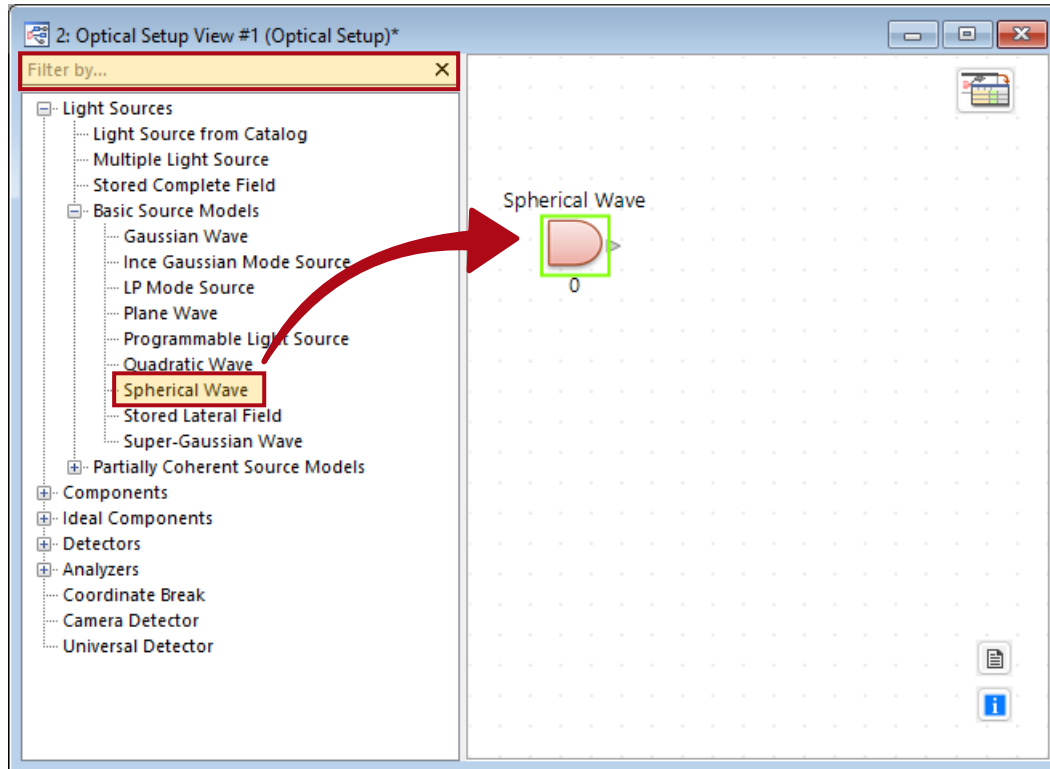 2: Optical Setup View #1 (Optical Setup)*
Filter by...
Light Sources
Light Source from Catalog
Multiple Light Source
Stored Complete Field
Basic Source Models
Gaussian Wave
Ince Gaussian Mode Source
LP Mode Source
Plane Wave
Programmable Light Source
Quadratic Wave
Spherical Wave
Stored Lateral Field
Super-Gaussian Wave
Partially Coherent Source Models
Components
Ideal Components
Detectors
Analyzers
Coordinate Break
Camera Detector
Universal Detector
Spherical Wave
0